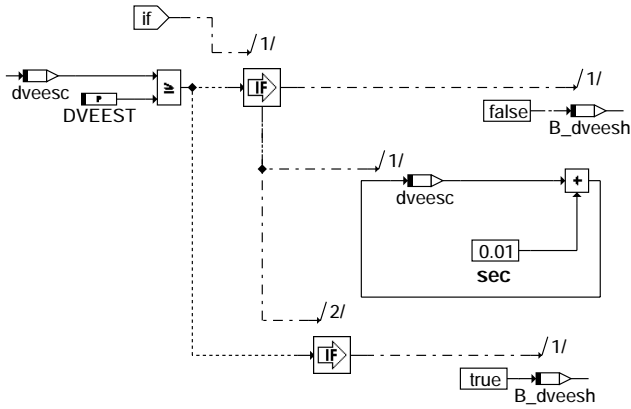 if
/1/
dveesc
P
DVEEST
≥
IF
/1/
false
B_dveesh
/1/
dveesc
+
0.01
sec
/2/
IF
/1/
true
B_dveesh